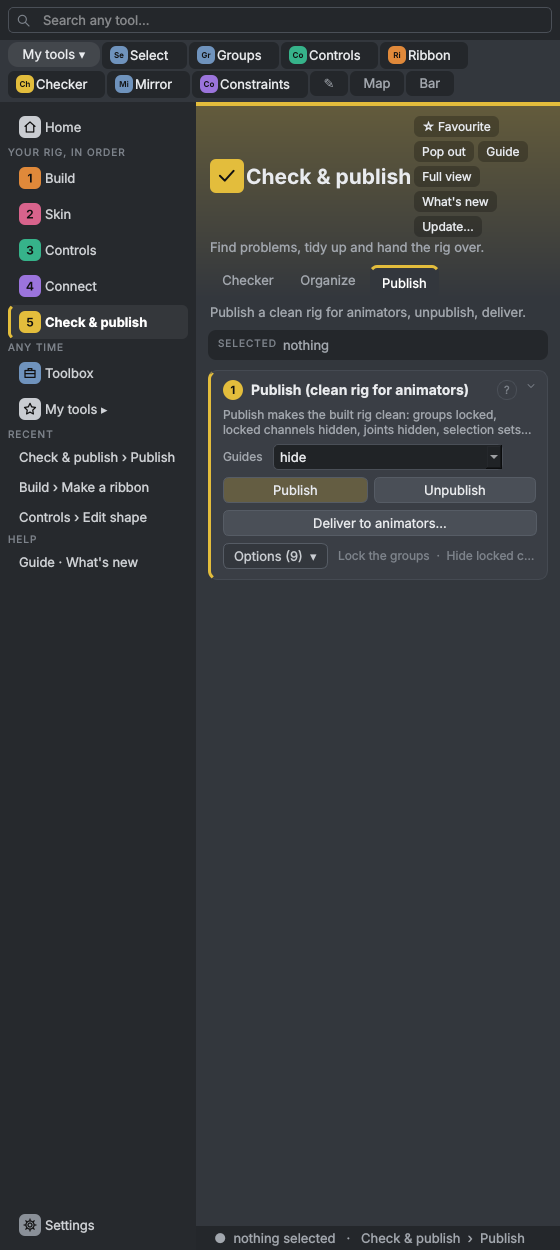 Search any tool...
My tools ▾ Se Select Gr Groups Co Controls Ri Ribbon
Ch Checker Mi Mirror Co Constraints ✎ Map Bar
Home
YOUR RIG, IN ORDER
1 Build
2 Skin
3 Controls
4 Connect
5 Check & publish
ANY TIME
Toolbox
My tools ▸
RECENT
Check & publish › Publish
Build › Make a ribbon
Controls › Edit shape
HELP
Guide · What's new
Settings
Check & publish
☆ Favourite
Pop out Guide
Full view
What's new
Update...
Find problems, tidy up and hand the rig over.
Checker Organize Publish
Publish a clean rig for animators, unpublish, deliver.
SELECTED nothing
1 Publish (clean rig for animators) ?
Publish makes the built rig clean: groups locked,
locked channels hidden, joints hidden, selection sets...
Guides hide
Publish Unpublish
Deliver to animators...
Options (9) ▾ Lock the groups · Hide locked c...
nothing selected · Check & publish › Publish